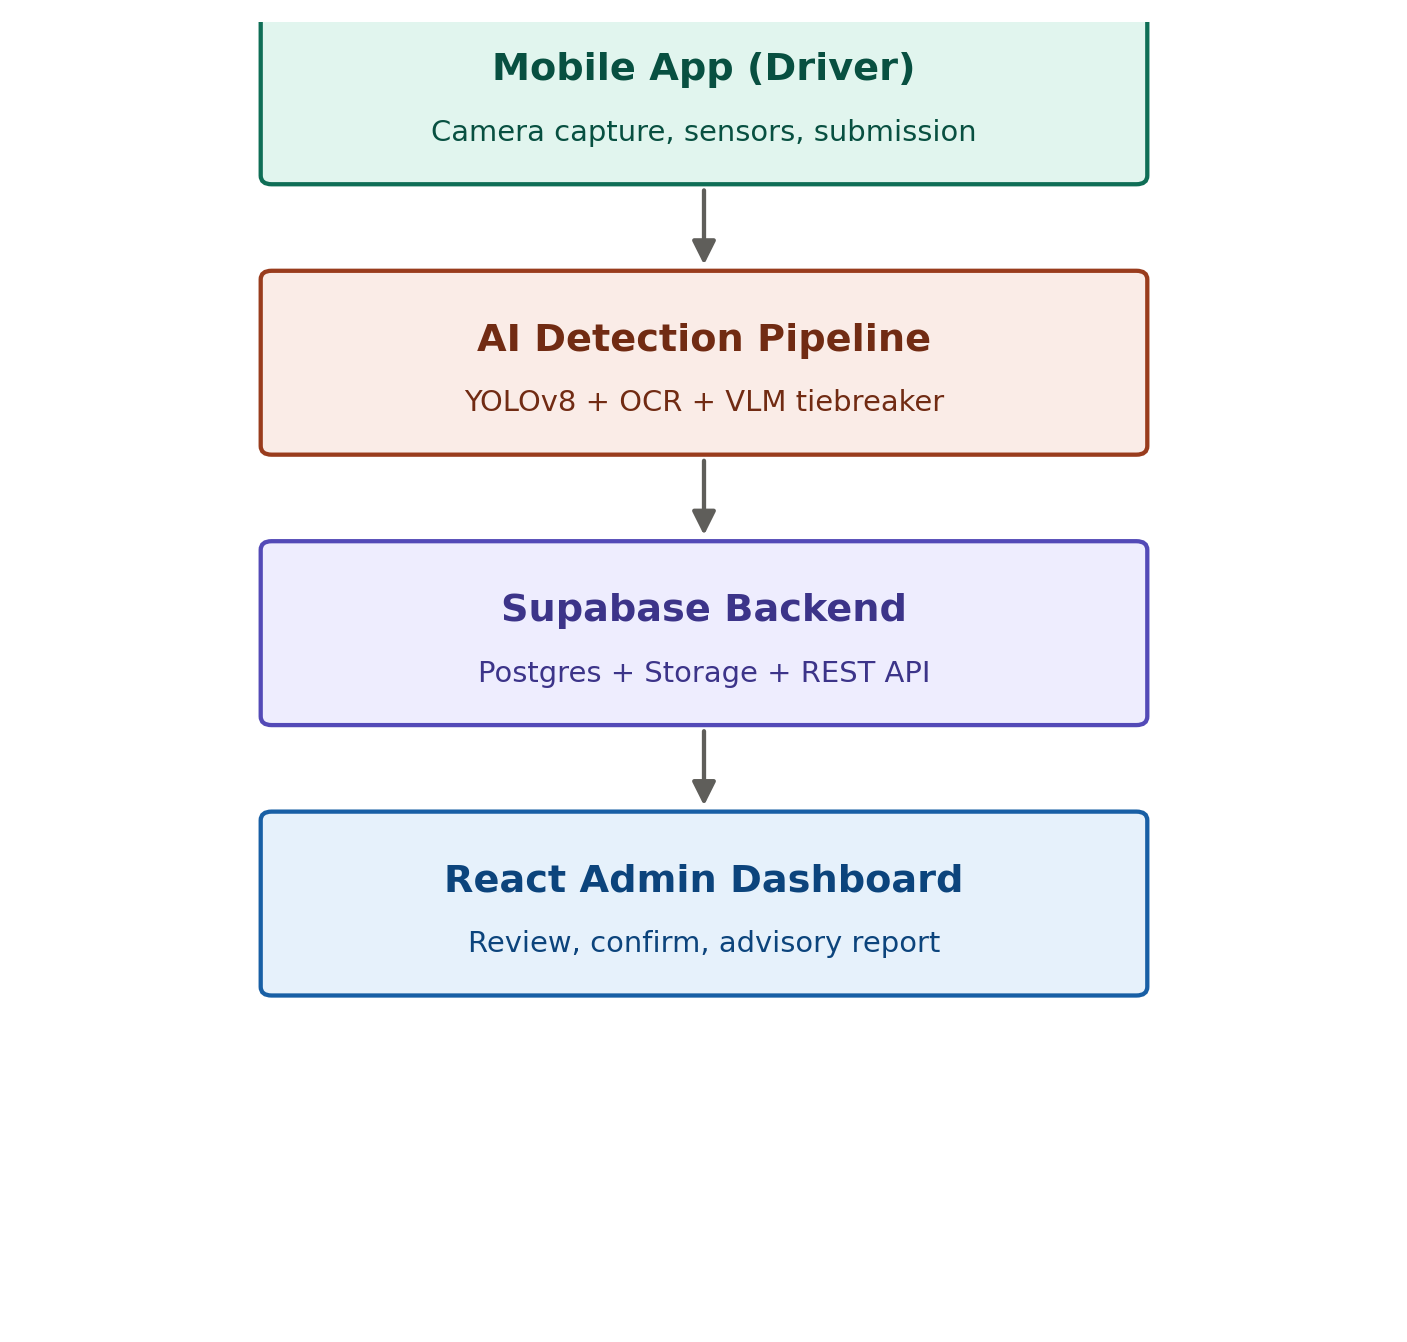 Mobile App (Driver)
Camera capture, sensors, submission
AI Detection Pipeline
YOLOv8 + OCR + VLM tiebreaker
Supabase Backend
Postgres + Storage + REST API
React Admin Dashboard
Review, confirm, advisory report